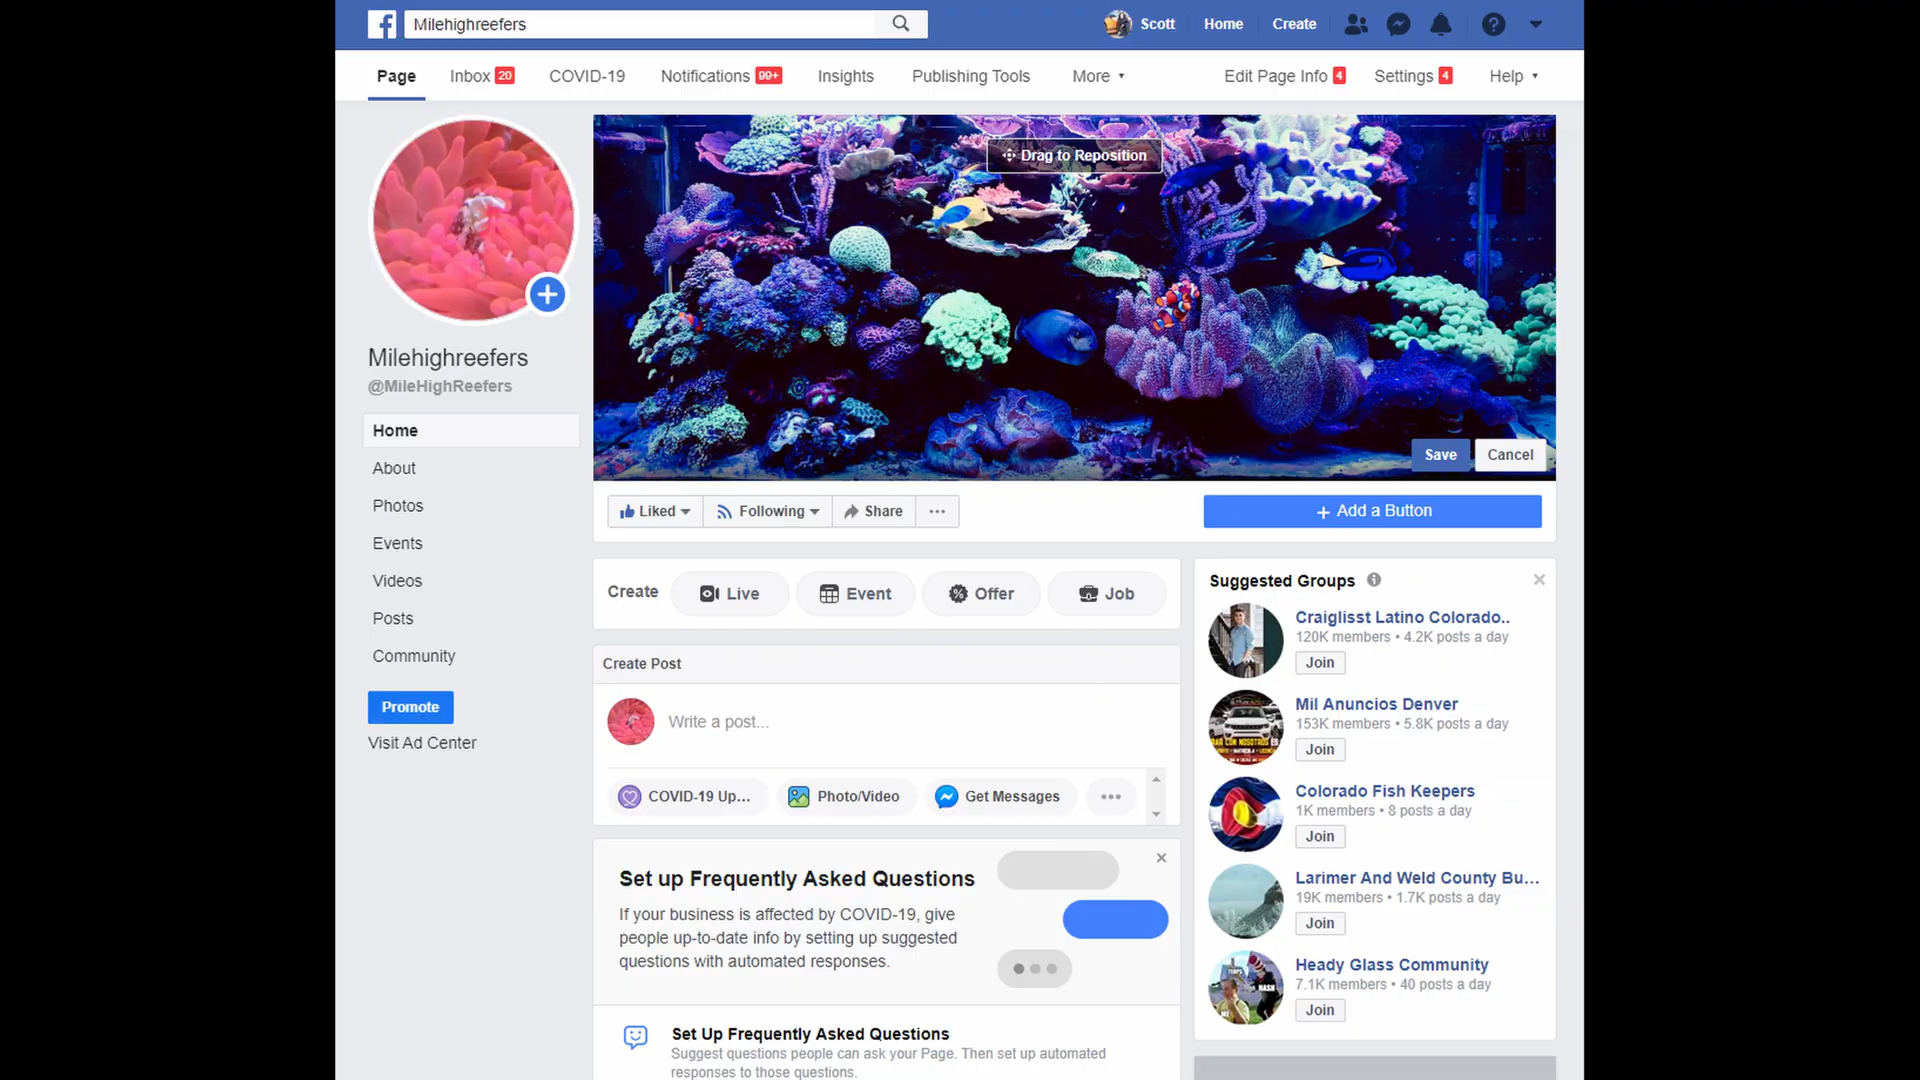 Milehighreefers
Scott Home Create
Page Inbox 20 COVID-19 Notifications 99+ Insights Publishing Tools More Edit Page Info 4 Settings 4 Help
Drag to Reposition
Milehighreefers
@MileHighReefers
Home
About
Photos
Events
Videos
Posts
Community
Promote
Visit Ad Center
Save Cancel
Liked Following Share
+ Add a Button
Create Live Event Offer Job
Create Post
Write a post...
COVID-19 Up... Photo/Video Get Messages
Set up Frequently Asked Questions
If your business is affected by COVID-19, give
people up-to-date info by setting up suggested
questions with automated responses.
Set Up Frequently Asked Questions
Suggest questions people can ask your Page. Then set up automated
responses to those questions.
Suggested Groups
Craiglisst Latino Colorado..
120K members • 4.2K posts a day
Join
Mil Anuncios Denver
153K members • 5.8K posts a day
Join
Colorado Fish Keepers
1K members • 8 posts a day
Join
Larimer And Weld County Bu...
19K members • 1.7K posts a day
Join
Heady Glass Community
7.1K members • 40 posts a day
Join